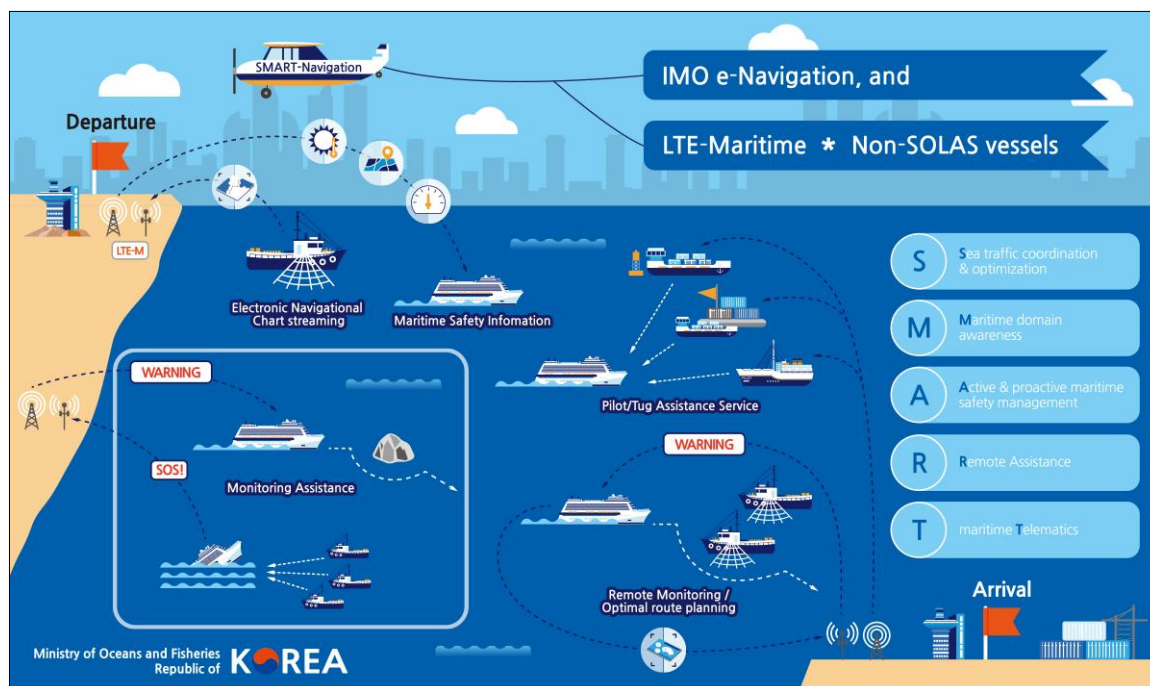 SMART-Navigation
IMO e-Navigation, and
LTE-Maritime * Non-SOLAS vessels
Departure
LTE-M
Electronic Navigational
Chart streaming
Maritime Safety Infomation
Pilot/Tug Assistance Service
WARNING
SOS!
Monitoring Assistance
WARNING
Remote Monitoring /
Optimal route planning
S
Sea traffic coordination
& optimization
M
Maritime domain
awareness
A
Active & proactive maritime
safety management
R
Remote Assistance
T
maritime Telematics
Arrival
Ministry of Oceans and Fisheries
Republic of KOREA